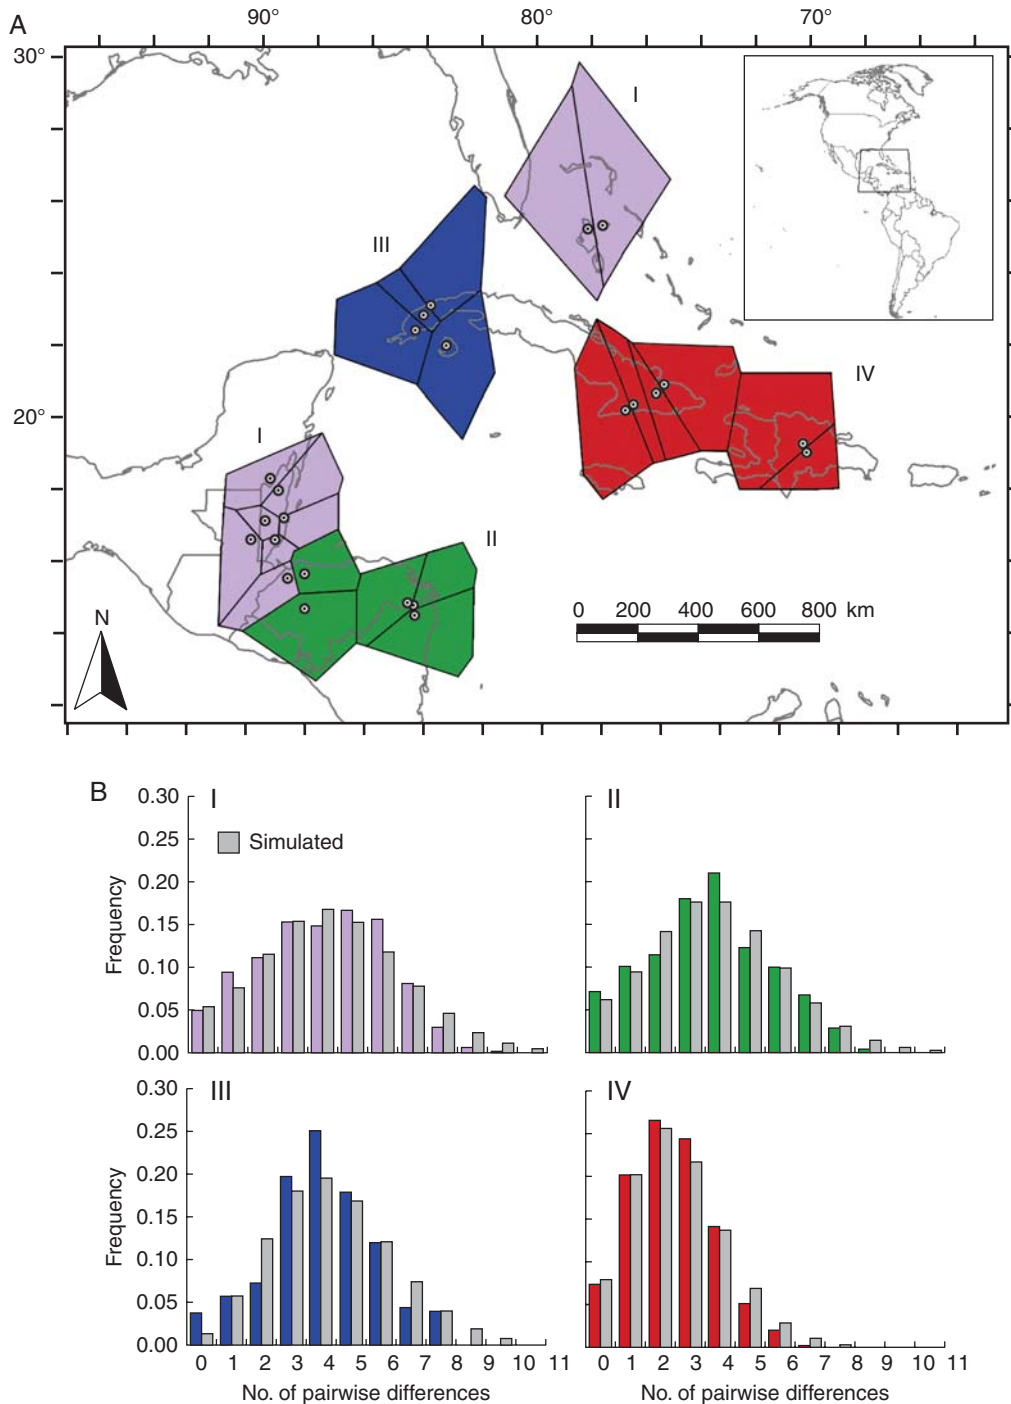 A
90° 80° 70°
30°
I
III
IV
20°
I
II
N
0 200 400 600 800 km
B
0.30 I II
Simulated
0.25
0.20
0.15
0.10
0.05
0.00
Frequency
0.30 III IV
0.25
0.20
0.15
0.10
0.05
0.00
Frequency
0 1 2 3 4 5 6 7 8 9 10 11 0 1 2 3 4 5 6 7 8 9 10 11
No. of pairwise differences No. of pairwise differences